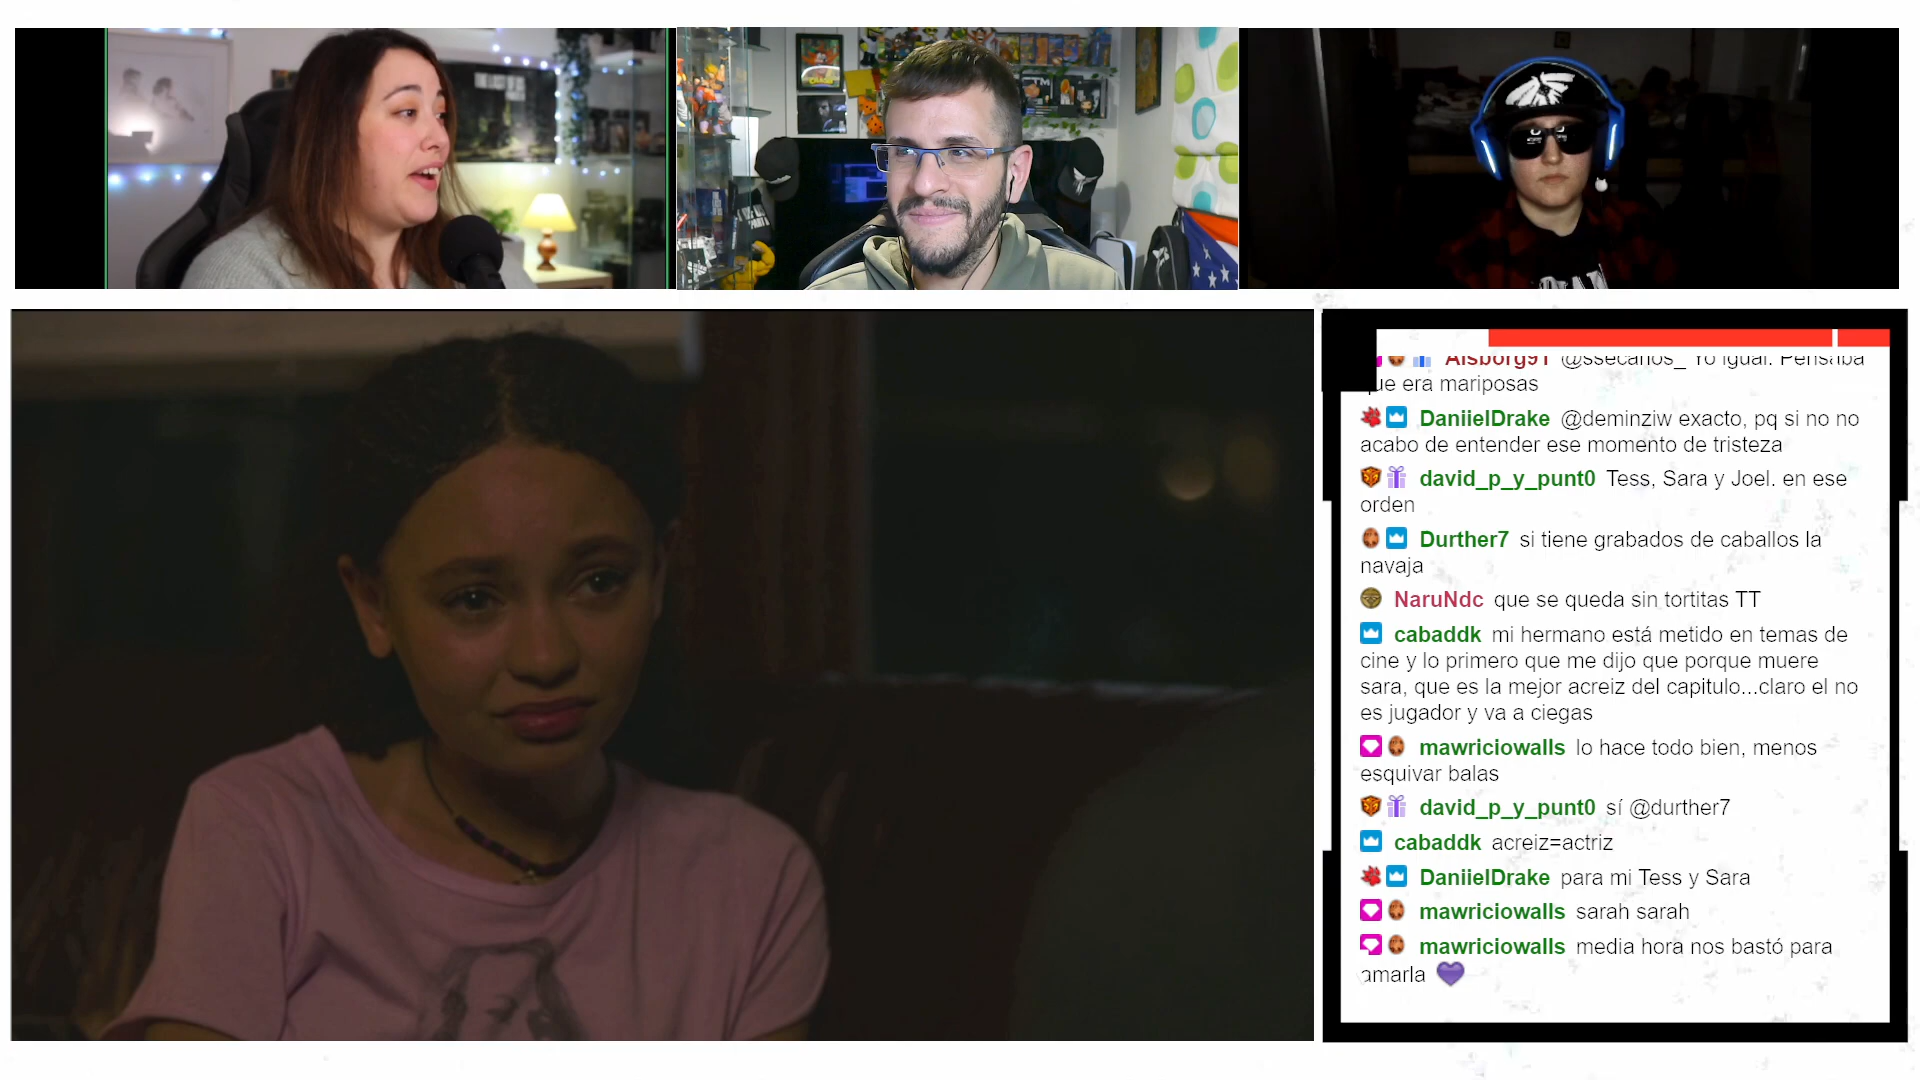 Alsborg91 @ssecarios_ Yo igual. Pensaba
que era mariposas
DaniielDrake @deminziw exacto, pq si no no
acabo de entender ese momento de tristeza
david_p_y_punt0 Tess, Sara y Joel. en ese
orden
Durther7 si tiene grabados de caballos la
navaja
NaruNdc que se queda sin tortitas TT
cabaddk mi hermano está metido en temas de
cine y lo primero que me dijo que porque muere
sara, que es la mejor acreiz del capitulo...claro el no
es jugador y va a ciegas
mawriciowalls lo hace todo bien, menos
esquivar balas
david_p_y_punt0 sí @durther7
cabaddk acreiz=actriz
DaniielDrake para mi Tess y Sara
mawriciowalls sarah sarah
mawriciowalls media hora nos bastó para
amarla 💜